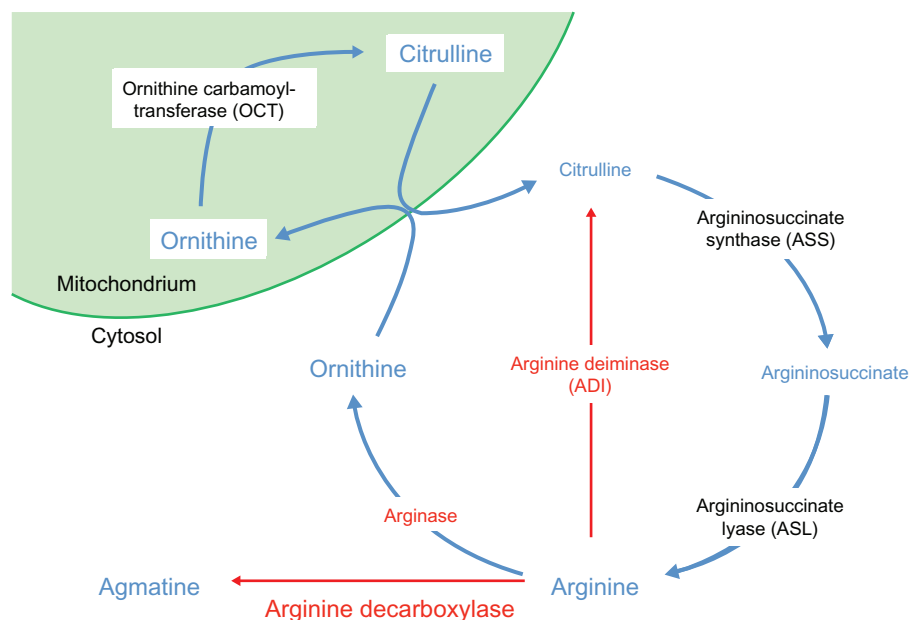 Citrulline
Ornithine carbamoyl-
transferase (OCT)
Ornithine
Mitochondrium
Cytosol
Citrulline
Argininosuccinate
synthase (ASS)
Ornithine
Arginine deiminase
(ADI)
Argininosuccinate
Arginase
Argininosuccinate
lyase (ASL)
Agmatine
Arginine decarboxylase
Arginine